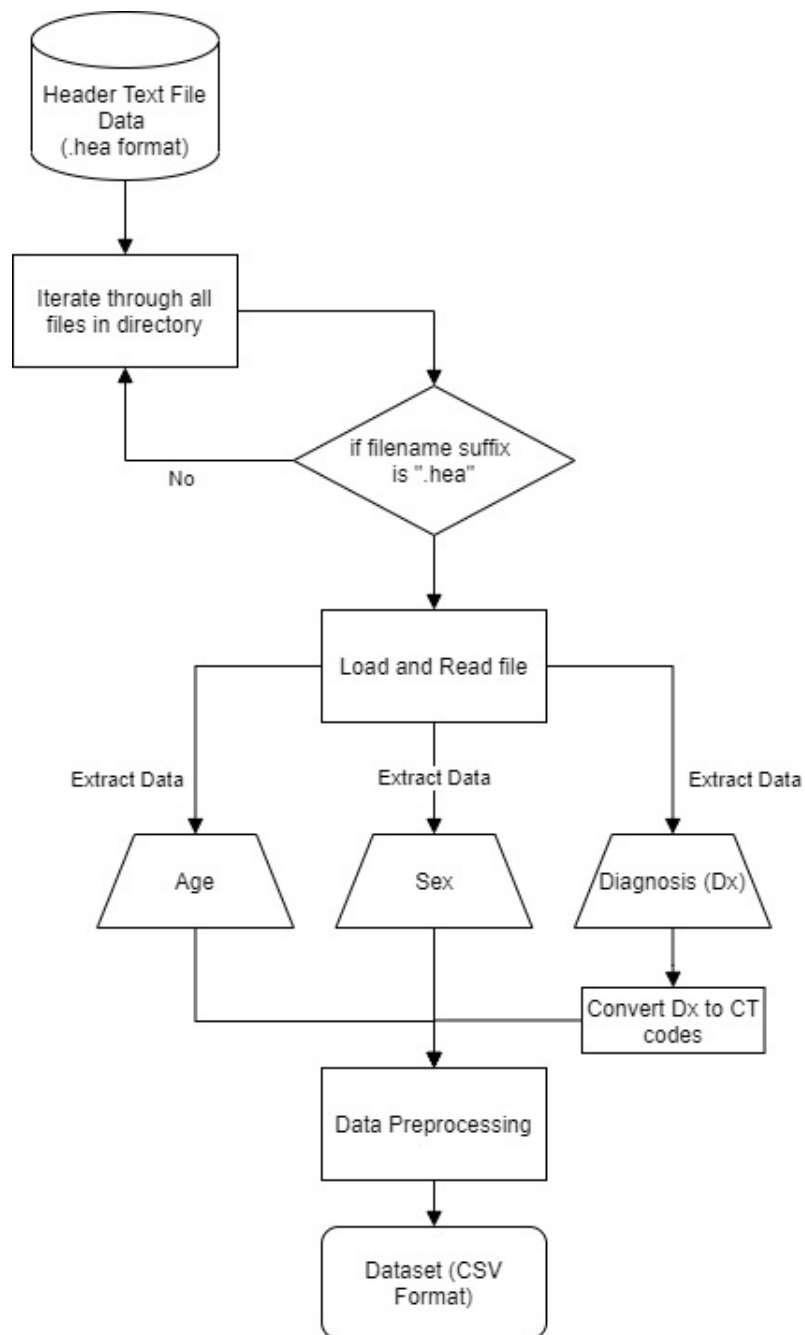 Header Text File
Data
(.hea format)
Iterate through all
files in directory
if filename suffix
is ".hea"
No
Load and Read file
Extract Data
Extract Data
Extract Data
Age
Sex
Diagnosis (Dx)
Convert Dx to CT
codes
Data Preprocessing
Dataset (CSV
Format)